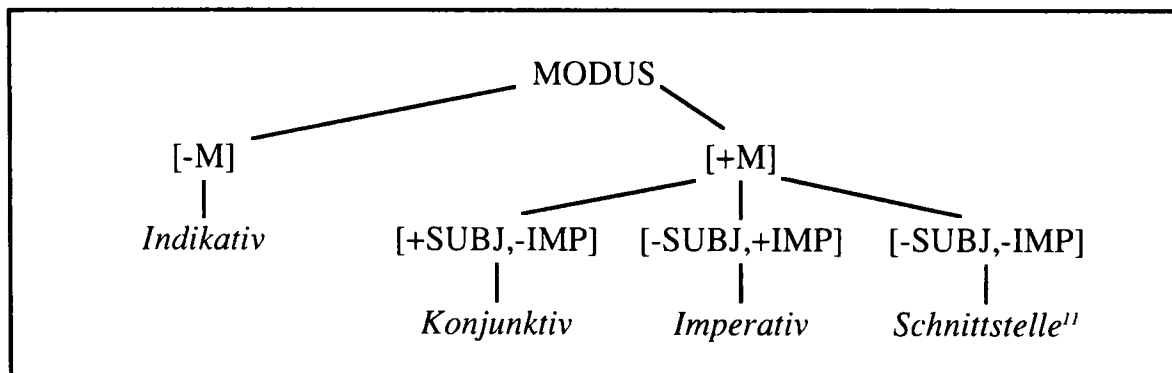 MODUS
[-M] [+M]
Indikativ [+SUBJ,-IMP] [-SUBJ,+IMP] [-SUBJ,-IMP]
Konjunktiv Imperativ Schnittstelle¹¹